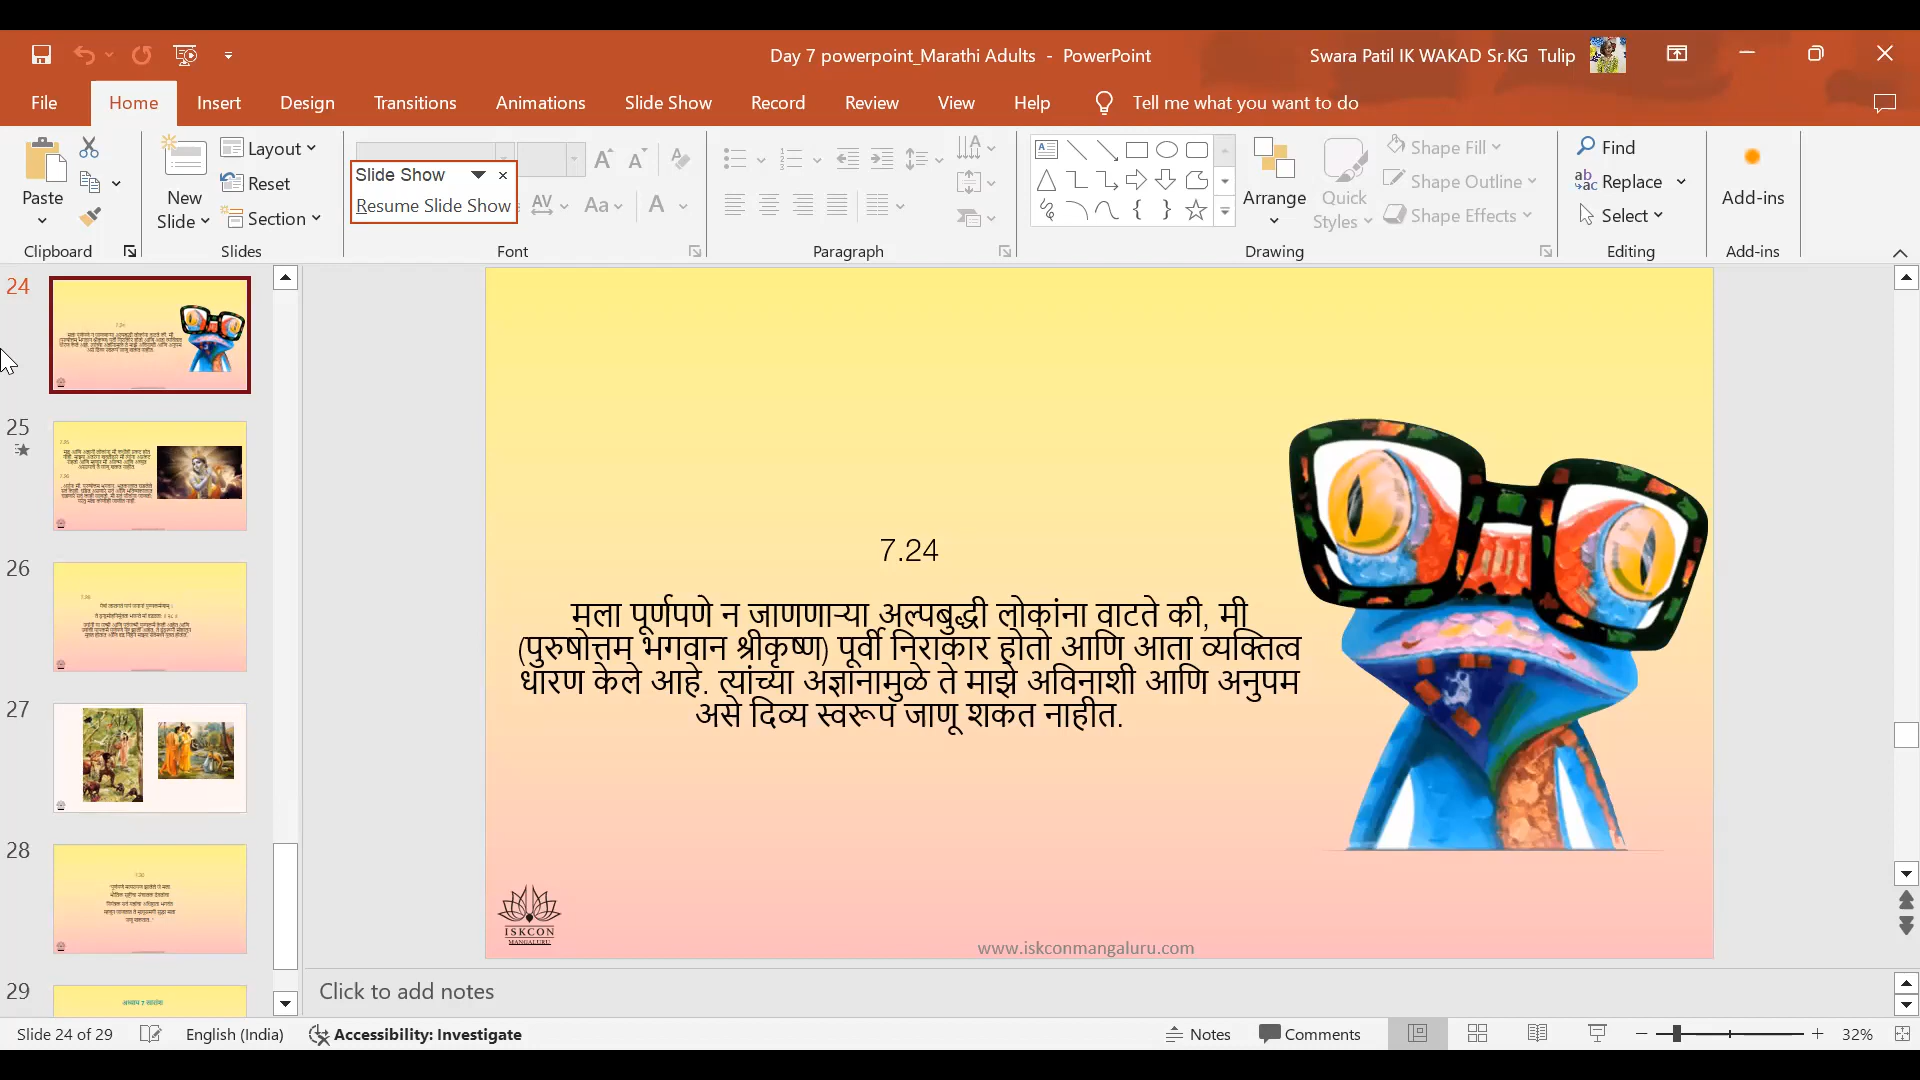 Day 7 powerpoint_Marathi Adults - PowerPoint
Swara Patil IK WAKAD Sr.KG Tulip
File Home Insert Design Transitions Animations Slide Show Record Review View Help Tell me what you want to do
Paste
Clipboard
New Slide
Layout
Reset
Section
Slides
Slide Show
Resume Slide Show
Font
Paragraph
Arrange
Quick Styles
Shape Fill
Shape Outline
Shape Effects
Drawing
Find
Replace
Select
Editing
Add-ins
Add-ins
24
25
26
27
28
29
7.24
मला पूर्णपणे न जाणणाऱ्या अल्पबुद्धी लोकांना वाटते की, मी
(पुरुषोत्तम भगवान श्रीकृष्ण) पूर्वी निराकार होतो आणि आता व्यक्तित्व
धारण केले आहे. त्यांच्या अज्ञानामुळे ते माझे अविनाशी आणि अनुपम
असे दिव्य स्वरूप जाणू शकत नाहीत.
ISKCON
MANGALURU
www.iskconmangaluru.com
Click to add notes
Slide 24 of 29 English (India) Accessibility: Investigate Notes Comments 32%